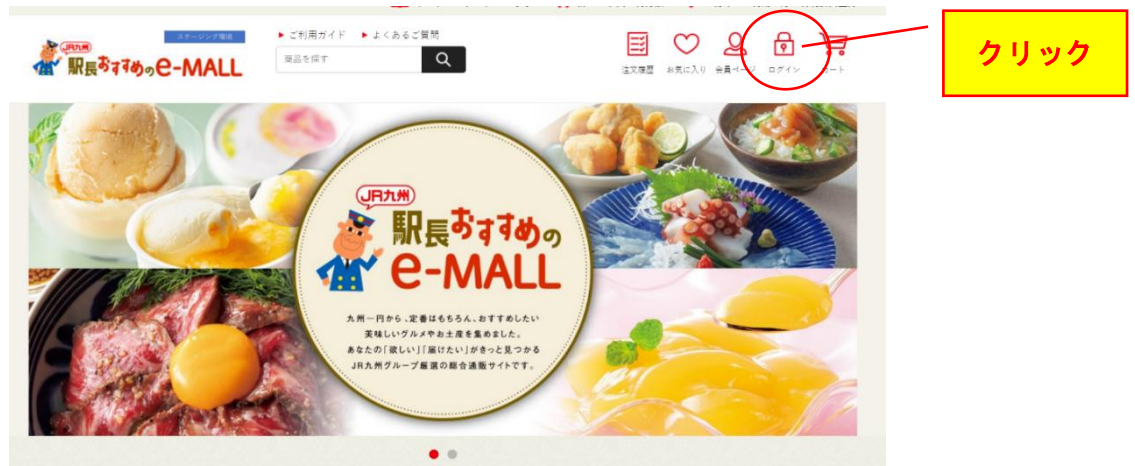 ステージング環境
▶ ご利用ガイド ▶ よくあるご質問
JR九州
駅長おすすめのe-MALL
商品を探す
注文履歴 お気に入り 会員ページ ログイン カート
クリック
JR九州
駅長おすすめの
e-MALL
九州一円から、定番はもちろん、おすすめしたい
美味しいグルメやお土産を集めました。
あなたの「欲しい」「届けたい」がきっと見つかる
JR九州グループ厳選の総合通販サイトです。